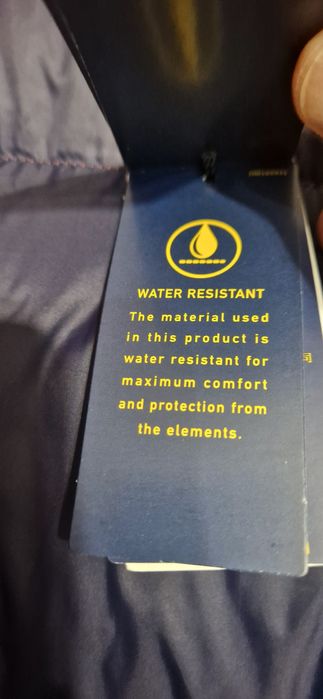 WATER RESISTANT
The material used
in this product is
water resistant for
maximum comfort
and protection from
the elements.